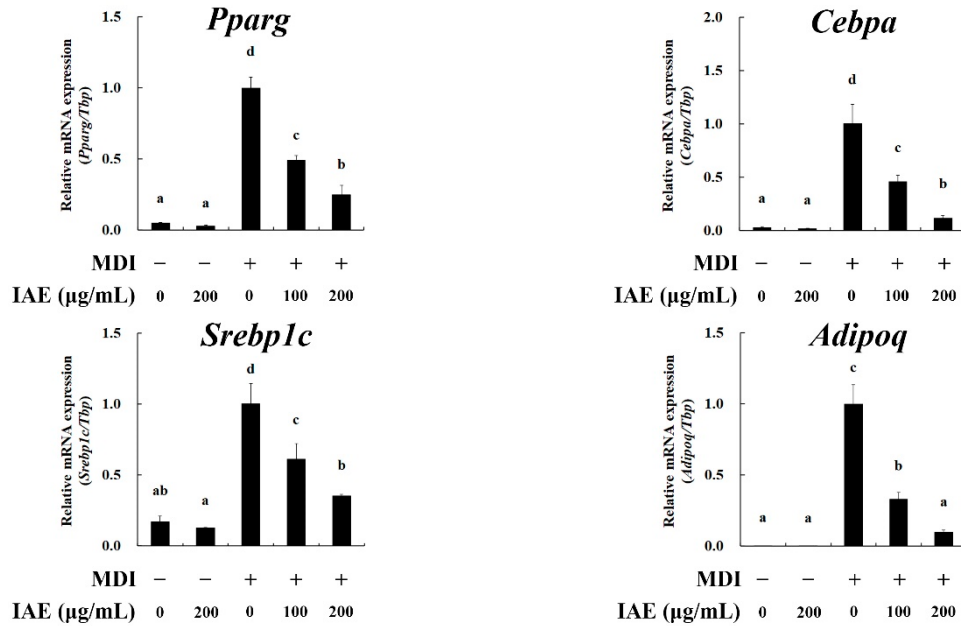 Pparg
Relative mRNA expression
(Pparg/Tbp)
1.5
1.0
0.5
0.0
a
a
d
c
b
MDI − − + + +
IAE (μg/mL) 0 200 0 100 200
Cebpa
Relative mRNA expression
(Cebpa/Tbp)
2.0
1.5
1.0
0.5
0.0
a
a
d
c
b
MDI − − + + +
IAE (μg/mL) 0 200 0 100 200
Srebp1c
Relative mRNA expression
(Srebp1c/Tbp)
1.5
1.0
0.5
0.0
ab
a
d
c
b
MDI − − + + +
IAE (μg/mL) 0 200 0 100 200
Adipoq
Relative mRNA expression
(Adipoq/Tbp)
1.5
1.0
0.5
0.0
a
a
c
b
a
MDI − − + + +
IAE (μg/mL) 0 200 0 100 200